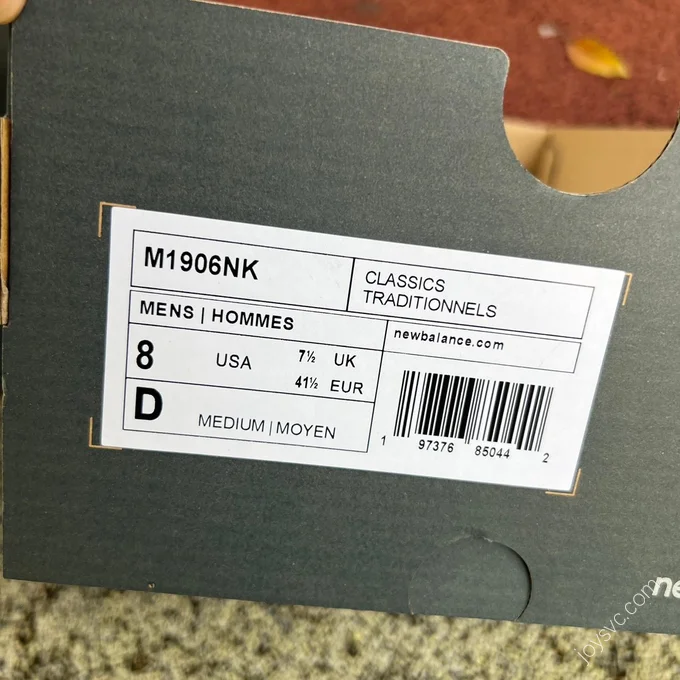 M1906NK
CLASSICS
TRADITIONNELS
MENS | HOMMES
newbalance.com
8 USA 7½ UK
41½ EUR
D MEDIUM | MOYEN
1 97376 85044 2
ne
joysvc.com